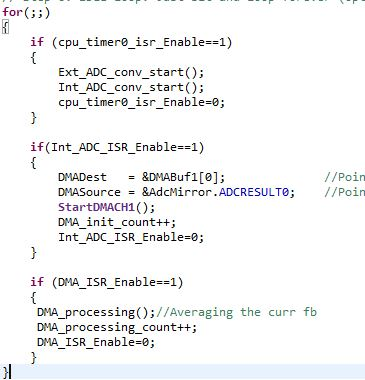 for(;;)
{
if (cpu_timer0_isr_Enable==1)
{
Ext_ADC_conv_start();
Int_ADC_conv_start();
cpu_timer0_isr_Enable=0;
}
if(Int_ADC_ISR_Enable==1)
{
DMADest = &DMABuf1[0]; //Poin
DMASource = &AdcMirror.ADCRESULT0; //Poin
StartDMACH1();
DMA_init_count++;
Int_ADC_ISR_Enable=0;
}
if (DMA_ISR_Enable==1)
{
DMA_processing();//Averaging the curr fb
DMA_processing_count++;
DMA_ISR_Enable=0;
}
}